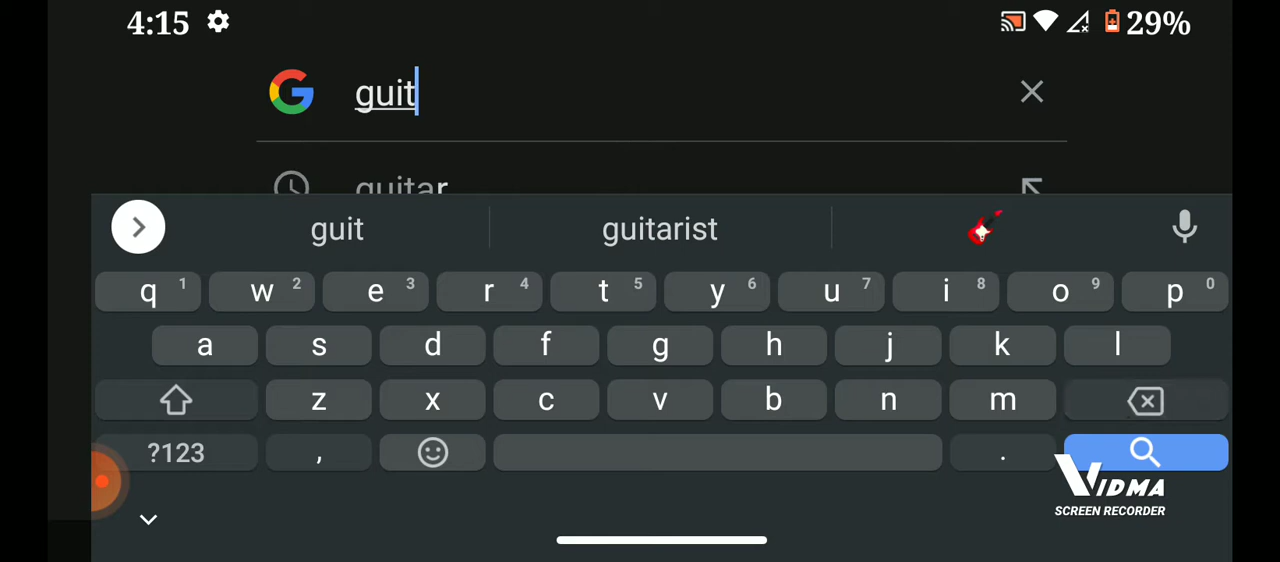 4:15 29%
guit
guitar
guit guitarist
q 1 w 2 e 3 r 4 t 5 y 6 u 7 i 8 o 9 p 0
a s d f g h j k l
z x c v b n m
?123 , .
VIDMA
SCREEN RECORDER